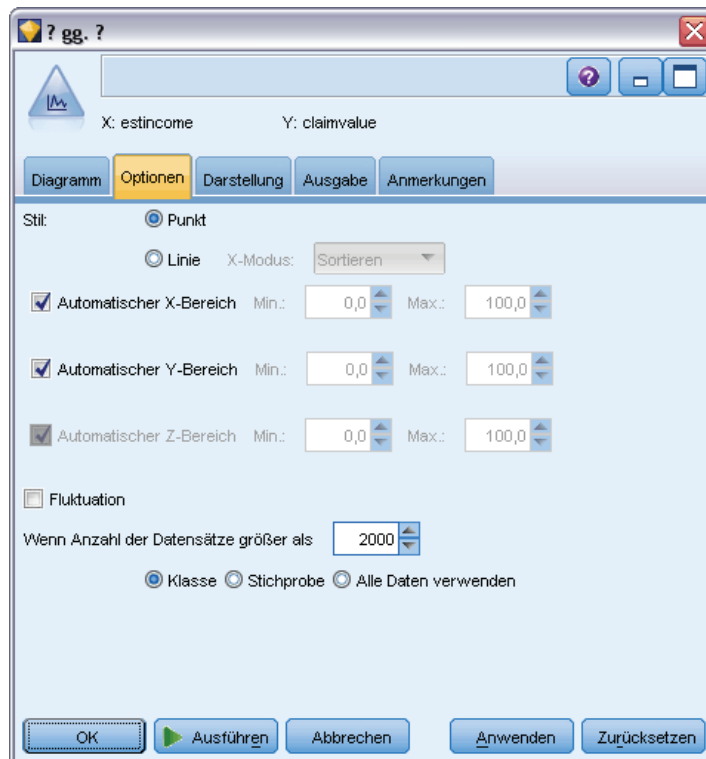 ? gg. ?
X: estincome Y: claimvalue
Diagramm Optionen Darstellung Ausgabe Anmerkungen
Stil: Punkt
Linie X-Modus: Sortieren
Automatischer X-Bereich Min.: 0,0 Max.: 100,0
Automatischer Y-Bereich Min.: 0,0 Max.: 100,0
Automatischer Z-Bereich Min.: 0,0 Max.: 100,0
Fluktuation
Wenn Anzahl der Datensätze größer als 2000
Klasse Stichprobe Alle Daten verwenden
OK Ausführen Abbrechen Anwenden Zurücksetzen